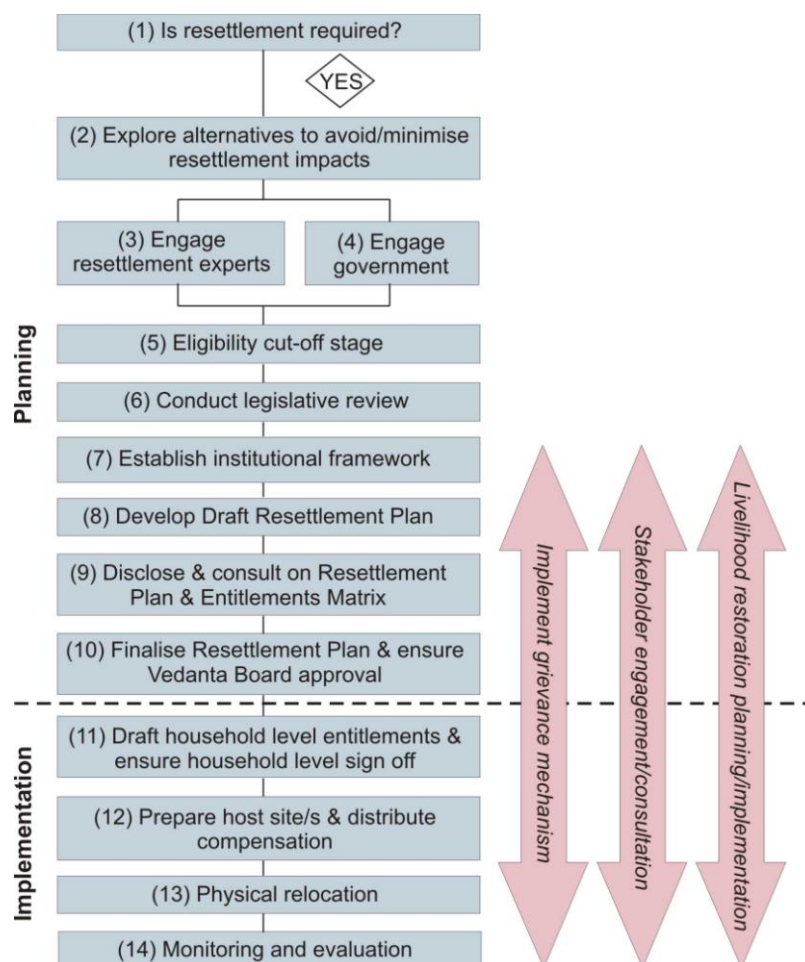 (1) Is resettlement required?
YES
(2) Explore alternatives to avoid/minimise
resettlement impacts
(3) Engage
resettlement experts
(4) Engage
government
(5) Eligibility cut-off stage
(6) Conduct legislative review
(7) Establish institutional framework
(8) Develop Draft Resettlement Plan
(9) Disclose & consult on Resettlement
Plan & Entitlements Matrix
(10) Finalise Resettlement Plan & ensure
Vedanta Board approval
Planning
(11) Draft household level entitlements &
ensure household level sign off
(12) Prepare host site/s & distribute
compensation
(13) Physical relocation
(14) Monitoring and evaluation
Implementation
Implement grievance mechanism
Stakeholder engagement/consultation
Livelihood restoration planning/implementation